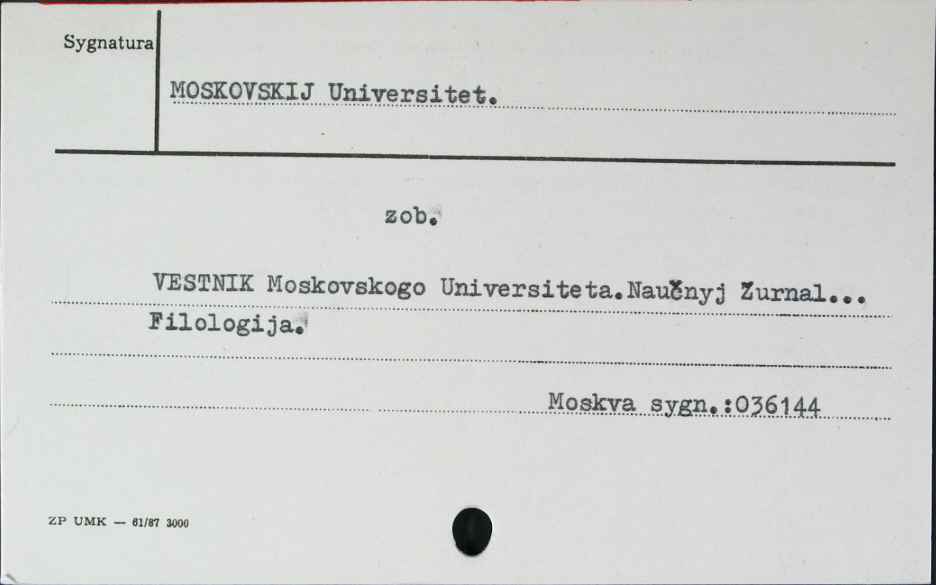 Sygnatura
MOSKOVSKIJ Universitet.
zob.
VESTNIK Moskovskogo Universiteta.Naučnyj Žurnal...
Filologija.
Moskva sygn.:036144
ZP UMK — 61/87 3000